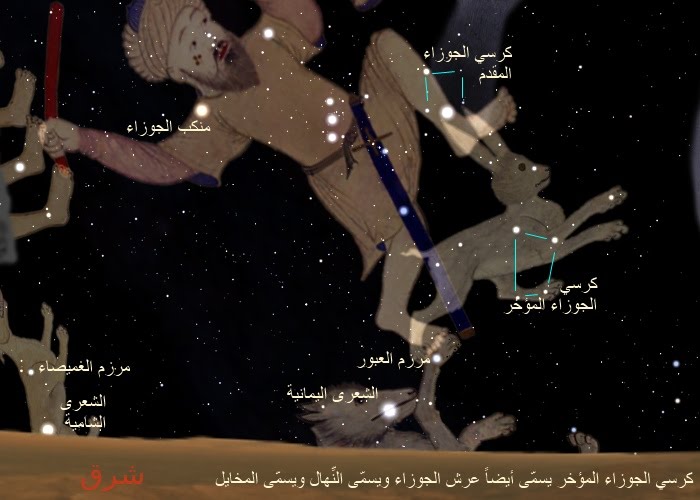 كرسي الجوزاء
المقدم
منكب الجوزاء
كرسي
الجوزاء المؤخر
مرزم العبور
مرزم الغميصاء
الشعرى اليمانية
الشعرى
الشامية
شرق
كرسي الجوزاء المؤخر يسمّى أيضاً عرش الجوزاء ويسمّى النِّهال ويسمّى المخايل